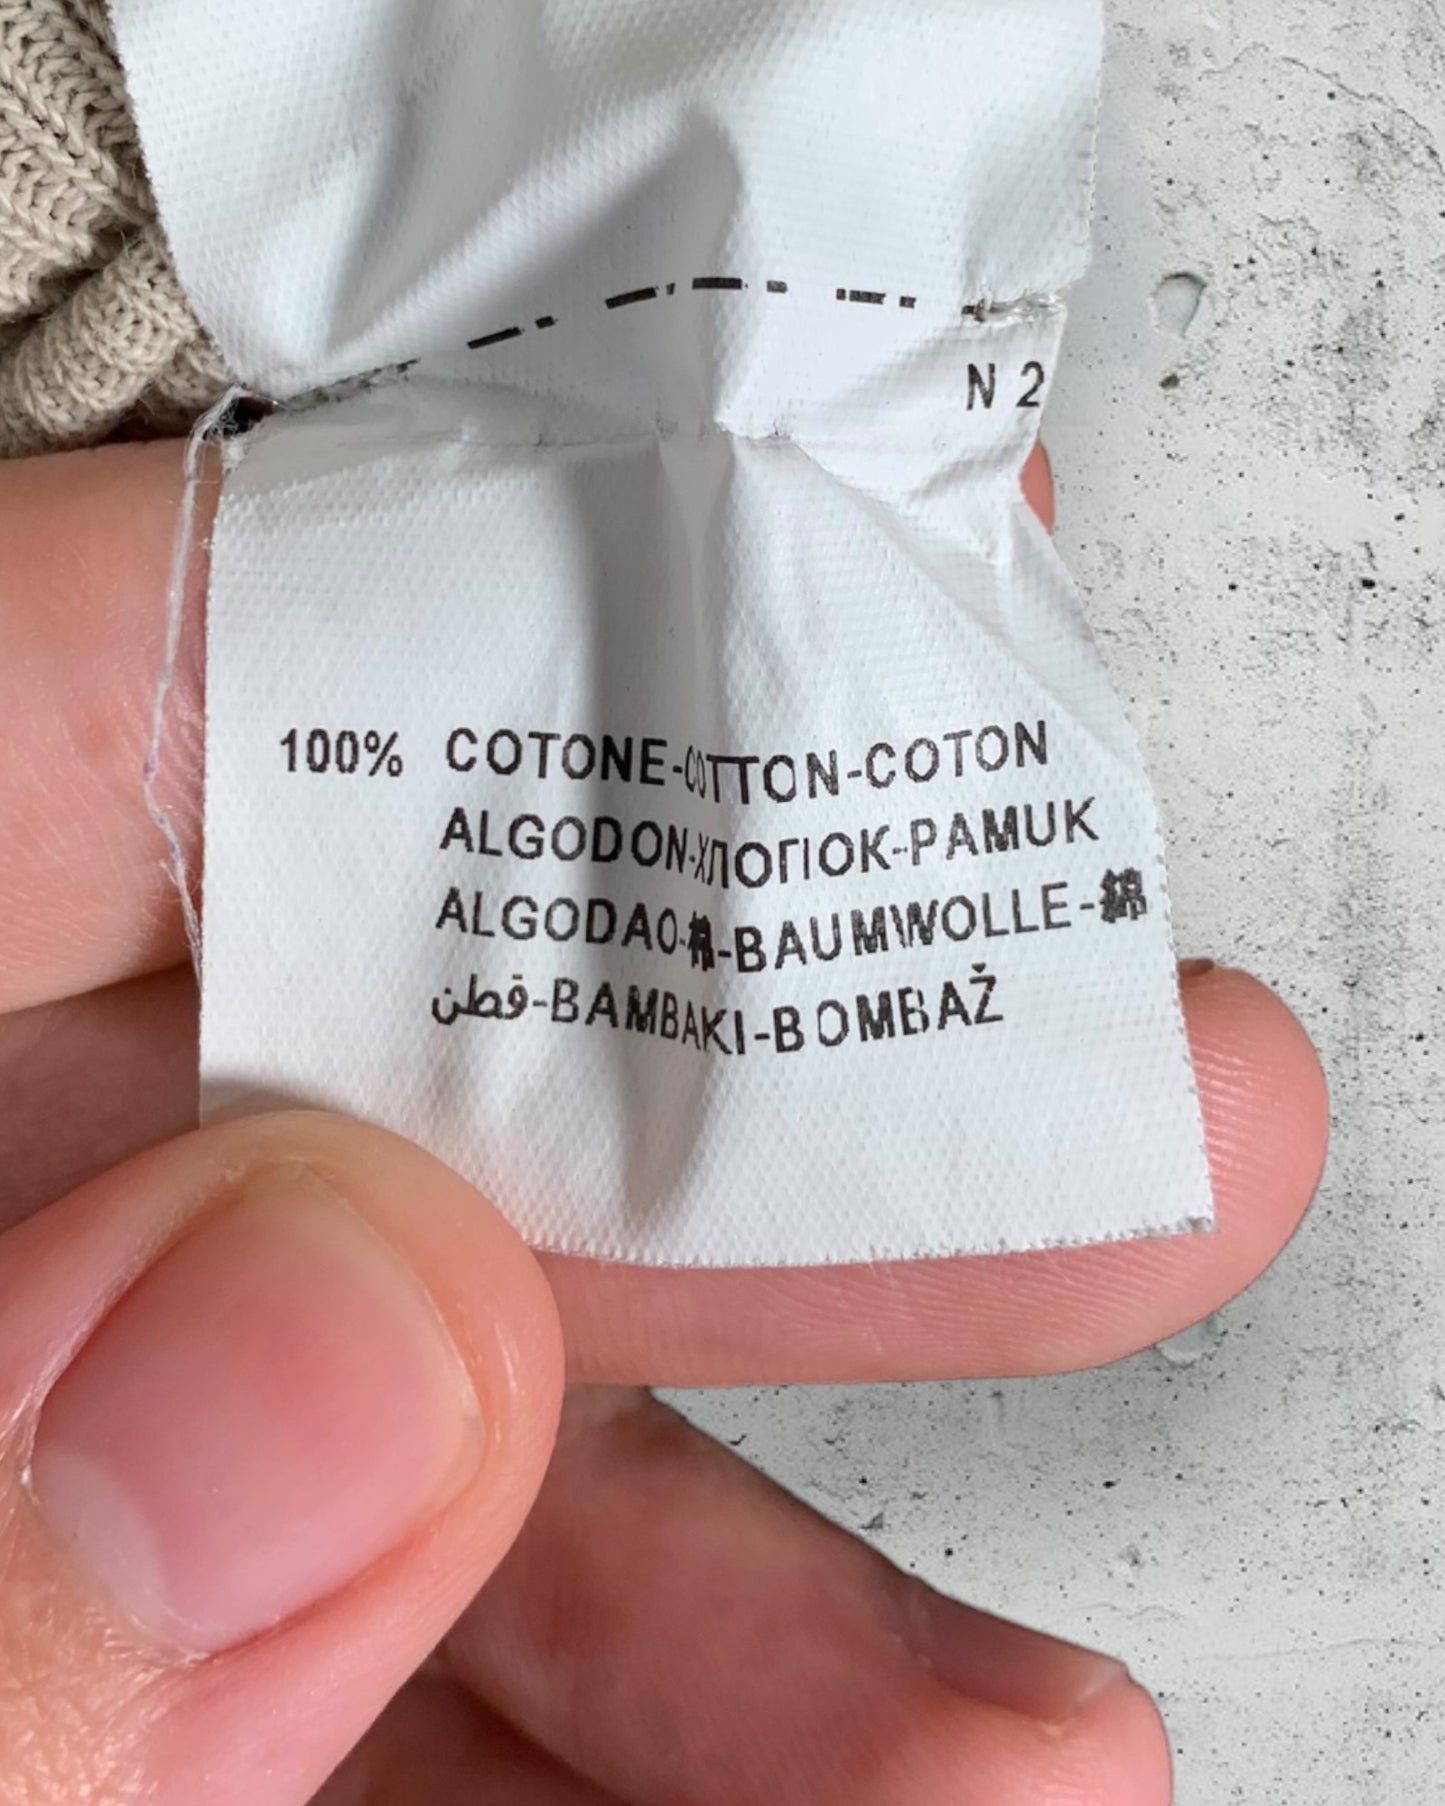 N 2
100% COTONE-COTTON-COTON
ALGODON-ХЛОПОК-PAMUK
ALGODAO-棉-BAUMWOLLE-綿
قطن-BAMBAKI-BOMBAŽ